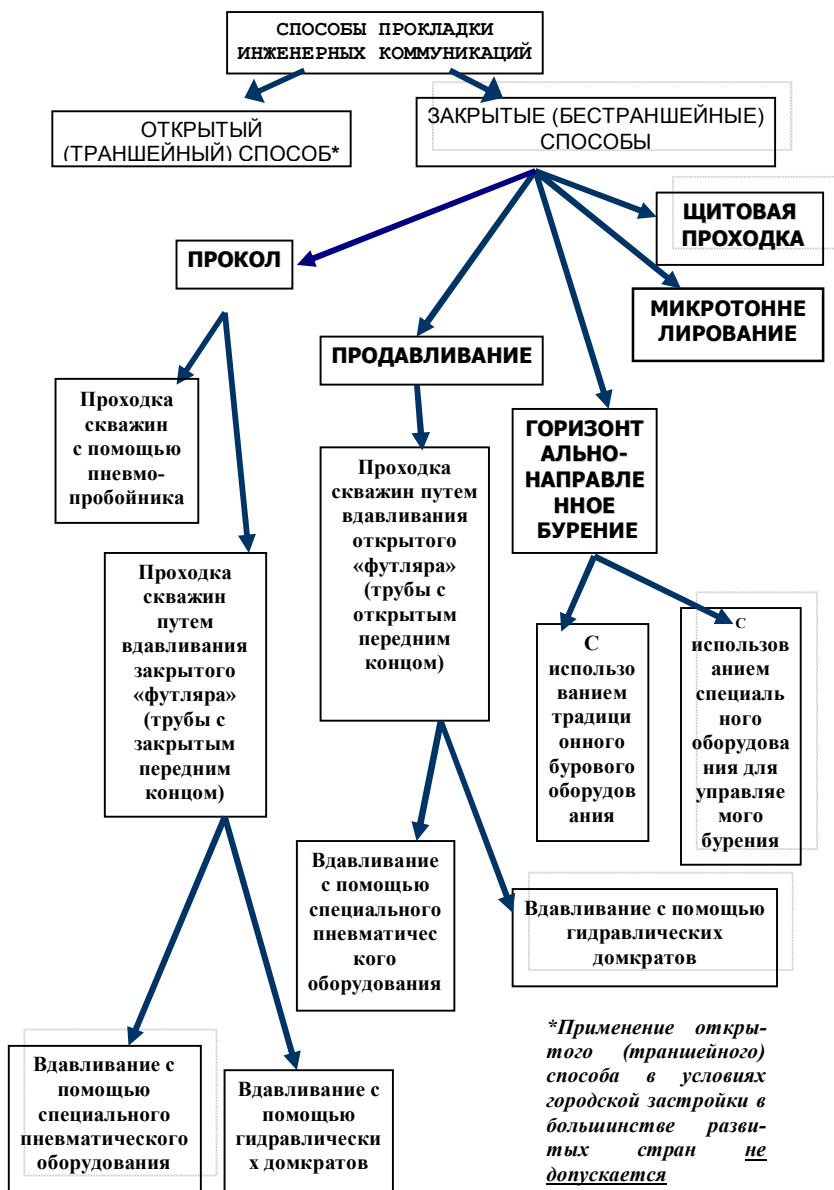 СПОСОБЫ ПРОКЛАДКИ
ИНЖЕНЕРНЫХ КОММУНИКАЦИЙ
ОТКРЫТЫЙ
(ТРАНШЕЙНЫЙ) СПОСОБ*
ЗАКРЫТЫЕ (БЕСТРАНШЕЙНЫЕ)
СПОСОБЫ
ЩИТОВАЯ
ПРОХОДКА
ПРОКОЛ
МИКРОТОННЕ
ЛИРОВАНИЕ
ПРОДАВЛИВАНИЕ
Проходка
скважин
с помощью
пневмо-
пробойника
ГОРИЗОНТ
АЛЬНО-
НАПРАВЛЕ
ННОЕ
БУРЕНИЕ
Проходка
скважин путем
вдавливания
открытого
«футляра»
(трубы с
открытым
передним
концом)
Проходка
скважин
путем
вдавливания
закрытого
«футляра»
(трубы с
закрытым
передним
концом)
С
использо
ванием
традици
онного
бурового
оборудов
ания
С
использов
анием
специаль
ного
оборудова
ния для
управляе
мого
бурения
Вдавливание
с помощью
специального
пневматичес
кого
оборудования
Вдавливание с помощью
гидравлических
домкратов
Вдавливание с
помощью
специального
пневматического
оборудования
Вдавливание с
помощью
гидравлически
х домкратов
*Применение откры-
того (траншейного)
способа в условиях
городской застройки в
большинстве разви-
тых стран не
допускается